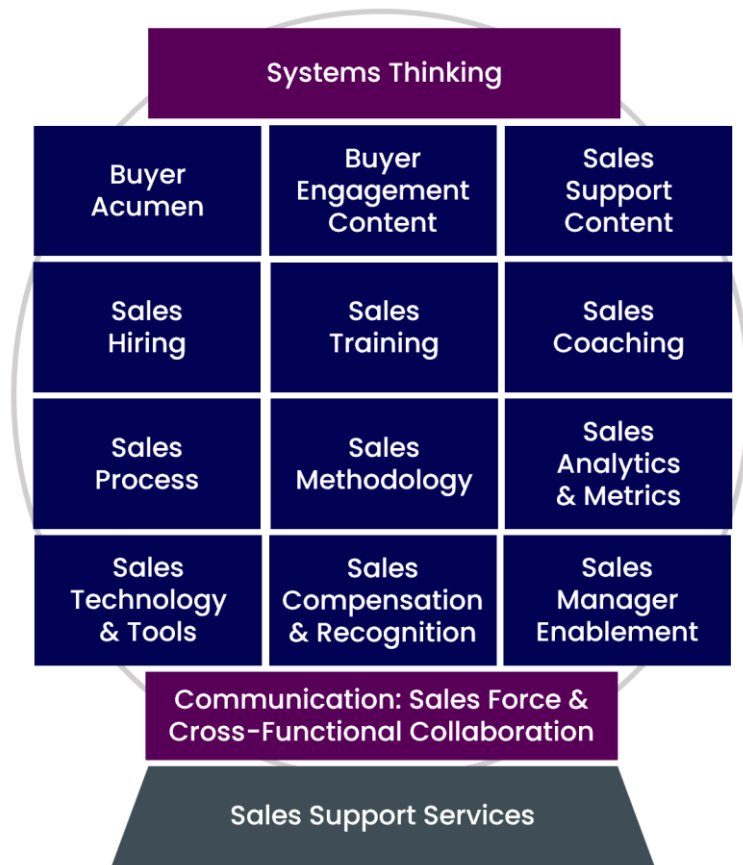 Systems Thinking
Buyer
Acumen
Buyer
Engagement
Content
Sales
Support
Content
Sales
Hiring
Sales
Training
Sales
Coaching
Sales
Process
Sales
Methodology
Sales
Analytics
& Metrics
Sales
Technology
& Tools
Sales
Compensation
& Recognition
Sales
Manager
Enablement
Communication: Sales Force &
Cross-Functional Collaboration
Sales Support Services